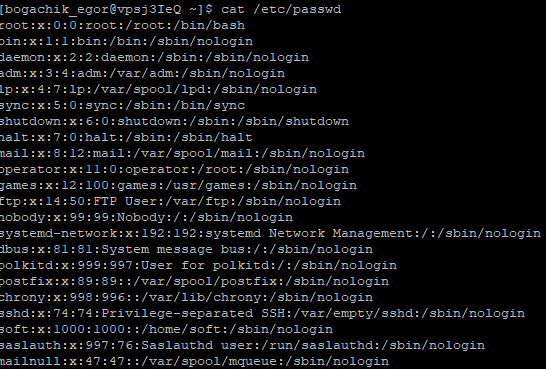 [bogachik_egor@vpsj3IeQ ~]$ cat /etc/passwd
root:x:0:0:root:/root:/bin/bash
bin:x:1:1:bin:/bin:/sbin/nologin
daemon:x:2:2:daemon:/sbin:/sbin/nologin
adm:x:3:4:adm:/var/adm:/sbin/nologin
lp:x:4:7:lp:/var/spool/lpd:/sbin/nologin
sync:x:5:0:sync:/sbin:/bin/sync
shutdown:x:6:0:shutdown:/sbin:/sbin/shutdown
halt:x:7:0:halt:/sbin:/sbin/halt
mail:x:8:12:mail:/var/spool/mail:/sbin/nologin
operator:x:11:0:operator:/root:/sbin/nologin
games:x:12:100:games:/usr/games:/sbin/nologin
ftp:x:14:50:FTP User:/var/ftp:/sbin/nologin
nobody:x:99:99:Nobody:/:/sbin/nologin
systemd-network:x:192:192:systemd Network Management:/:/sbin/nologin
dbus:x:81:81:System message bus:/:/sbin/nologin
polkitd:x:999:997:User for polkitd:/:/sbin/nologin
postfix:x:89:89::/var/spool/postfix:/sbin/nologin
chrony:x:998:996::/var/lib/chrony:/sbin/nologin
sshd:x:74:74:Privilege-separated SSH:/var/empty/sshd:/sbin/nologin
soft:x:1000:1000::/home/soft:/sbin/nologin
saslauth:x:997:76:Saslauthd user:/run/saslauthd:/sbin/nologin
mailnull:x:47:47::/var/spool/mqueue:/sbin/nologin